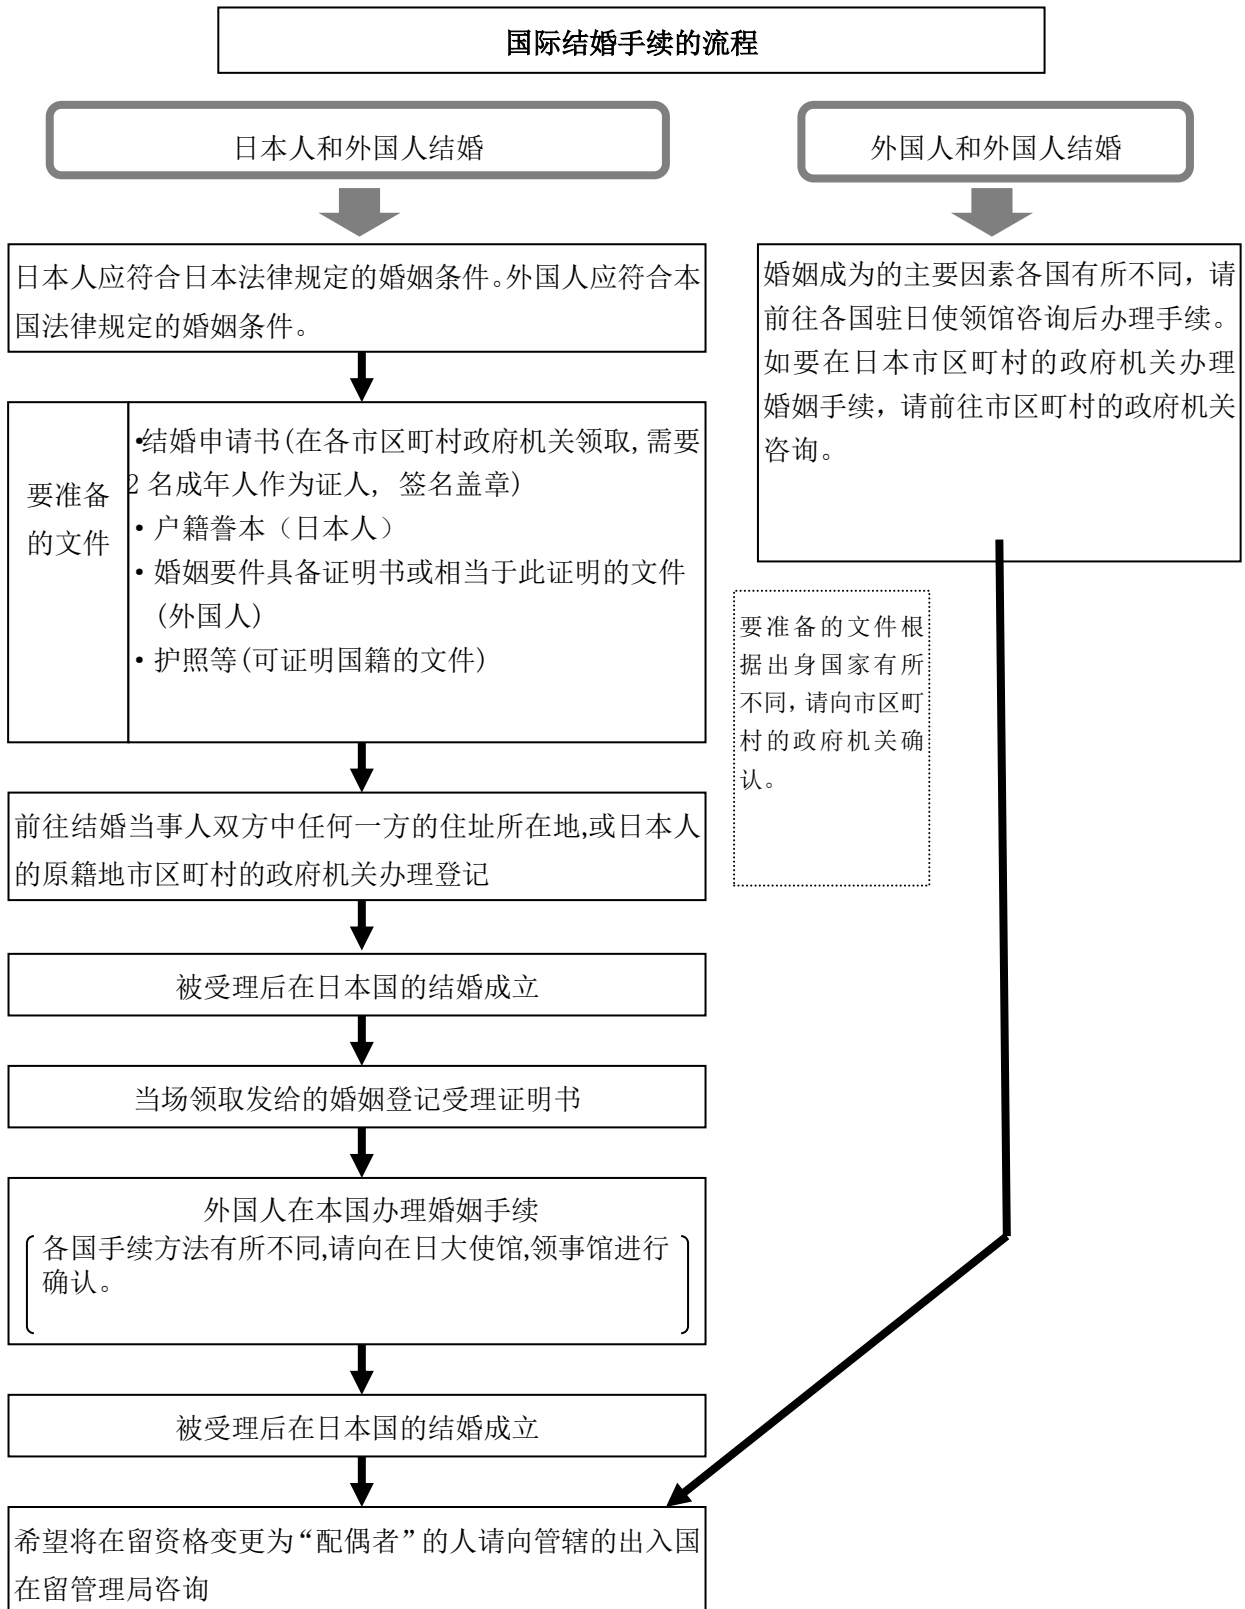 国际结婚手续的流程
日本人和外国人结婚
外国人和外国人结婚
日本人应符合日本法律规定的婚姻条件。外国人应符合本
国法律规定的婚姻条件。
婚姻成为的主要因素各国有所不同，请
前往各国驻日使领馆咨询后办理手续。
如要在日本市区町村的政府机关办理
婚姻手续，请前往市区町村的政府机关
咨询。
要准备
的文件
・结婚申请书(在各市区町村政府机关领取,需要
2 名成年人作为证人, 签名盖章)
・户籍誊本（日本人）
・婚姻要件具备证明书或相当于此证明的文件
(外国人)
・护照等(可证明国籍的文件)
要准备的文件根
据出身国家有所
不同，请向市区町
村的政府机关确
认。
前往结婚当事人双方中任何一方的住址所在地,或日本人
的原籍地市区町村的政府机关办理登记
被受理后在日本国的结婚成立
当场领取发给的婚姻登记受理证明书
外国人在本国办理婚姻手续
各国手续方法有所不同,请向在日大使馆,领事馆进行
确认。
被受理后在日本国的结婚成立
希望将在留资格变更为“配偶者”的人请向管辖的出入国
在留管理局咨询